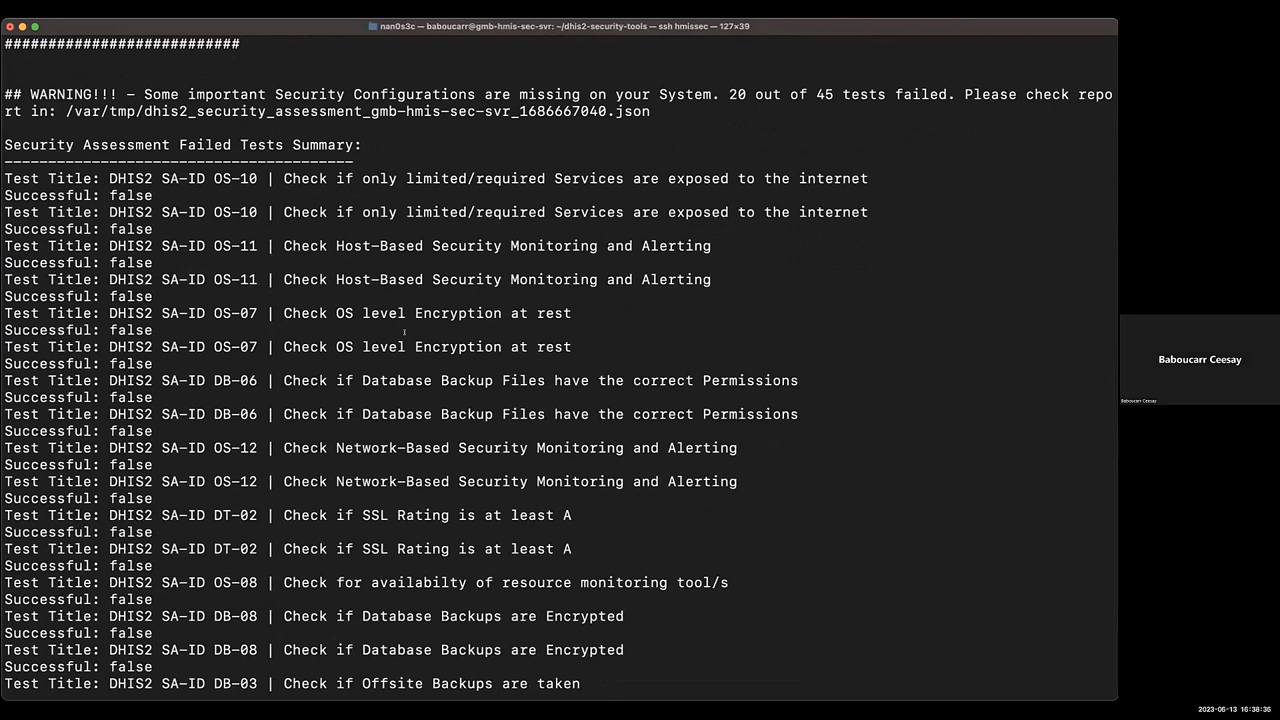 nan0s3c — baboucarr@gmb-hmis-sec-svr: ~/dhis2-security-tools — ssh hmissec — 127×39
###########################
## WARNING!!! - Some important Security Configurations are missing on your System. 20 out of 45 tests failed. Please check repo
rt in: /var/tmp/dhis2_security_assessment_gmb-hmis-sec-svr_1686667040.json
Security Assessment Failed Tests Summary:
----------------------------------------
Test Title: DHIS2 SA-ID OS-10 | Check if only limited/required Services are exposed to the internet
Successful: false
Test Title: DHIS2 SA-ID OS-10 | Check if only limited/required Services are exposed to the internet
Successful: false
Test Title: DHIS2 SA-ID OS-11 | Check Host-Based Security Monitoring and Alerting
Successful: false
Test Title: DHIS2 SA-ID OS-11 | Check Host-Based Security Monitoring and Alerting
Successful: false
Test Title: DHIS2 SA-ID OS-07 | Check OS level Encryption at rest
Successful: false
Test Title: DHIS2 SA-ID OS-07 | Check OS level Encryption at rest
Successful: false
Test Title: DHIS2 SA-ID DB-06 | Check if Database Backup Files have the correct Permissions
Successful: false
Test Title: DHIS2 SA-ID DB-06 | Check if Database Backup Files have the correct Permissions
Successful: false
Test Title: DHIS2 SA-ID OS-12 | Check Network-Based Security Monitoring and Alerting
Successful: false
Test Title: DHIS2 SA-ID OS-12 | Check Network-Based Security Monitoring and Alerting
Successful: false
Test Title: DHIS2 SA-ID DT-02 | Check if SSL Rating is at least A
Successful: false
Test Title: DHIS2 SA-ID DT-02 | Check if SSL Rating is at least A
Successful: false
Test Title: DHIS2 SA-ID OS-08 | Check for availabilty of resource monitoring tool/s
Successful: false
Test Title: DHIS2 SA-ID DB-08 | Check if Database Backups are Encrypted
Successful: false
Test Title: DHIS2 SA-ID DB-08 | Check if Database Backups are Encrypted
Successful: false
Test Title: DHIS2 SA-ID DB-03 | Check if Offsite Backups are taken
Baboucarr Ceesay
Baboucarr Ceesay
2023-06-13 16:38:36